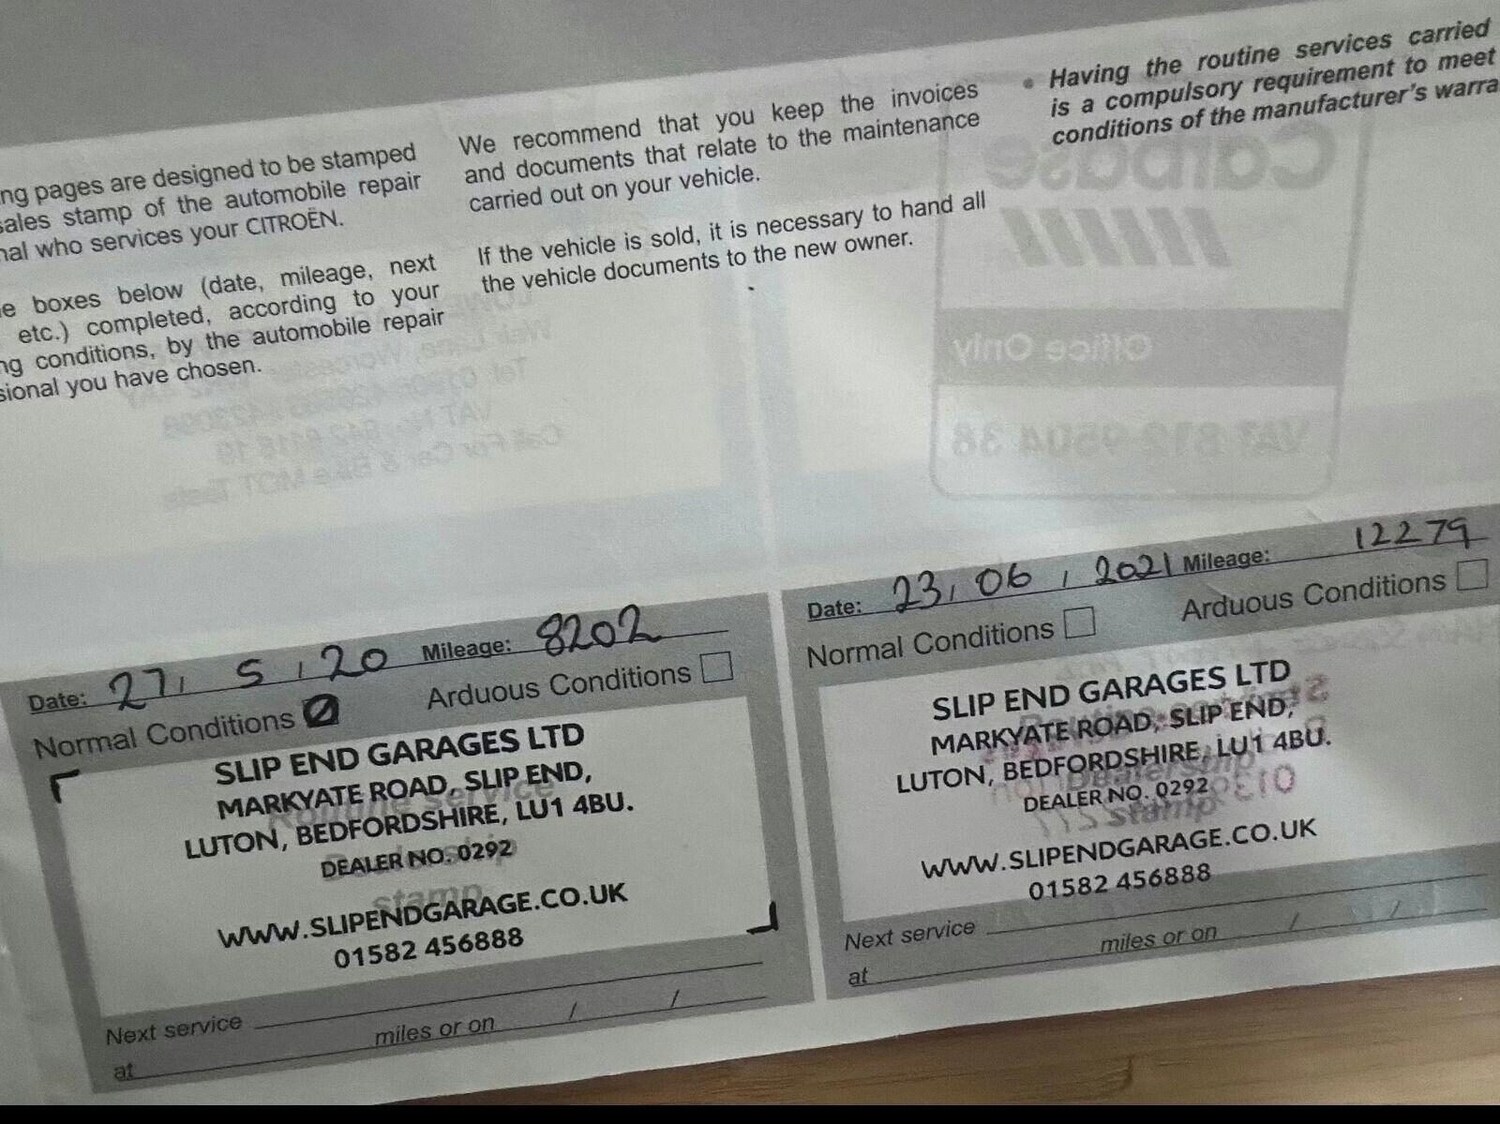 ng pages are designed to be stamped
sales stamp of the automobile repair
nal who services your CITROËN.
e boxes below (date, mileage, next
etc.) completed, according to your
ng conditions, by the automobile repair
sional you have chosen.
We recommend that you keep the invoices
and documents that relate to the maintenance
carried out on your vehicle.
If the vehicle is sold, it is necessary to hand all
the vehicle documents to the new owner.
• Having the routine services carried
is a compulsory requirement to meet
conditions of the manufacturer's warra
Office Only
VAT 812 9504 38
Date: 27, 5, 20 Mileage: 8202
Normal Conditions Arduous Conditions
SLIP END GARAGES LTD
MARKYATE ROAD, SLIP END,
LUTON, BEDFORDSHIRE, LU1 4BU.
DEALER NO. 0292
WWW.SLIPENDGARAGE.CO.UK
01582 456888
Next service
at miles or on / /
Date: 23, 06, 2021 Mileage: 12279
Normal Conditions Arduous Conditions
SLIP END GARAGES LTD
MARKYATE ROAD, SLIP END,
LUTON, BEDFORDSHIRE, LU1 4BU.
DEALER NO. 0292
WWW.SLIPENDGARAGE.CO.UK
01582 456888
Next service
at miles or on / /